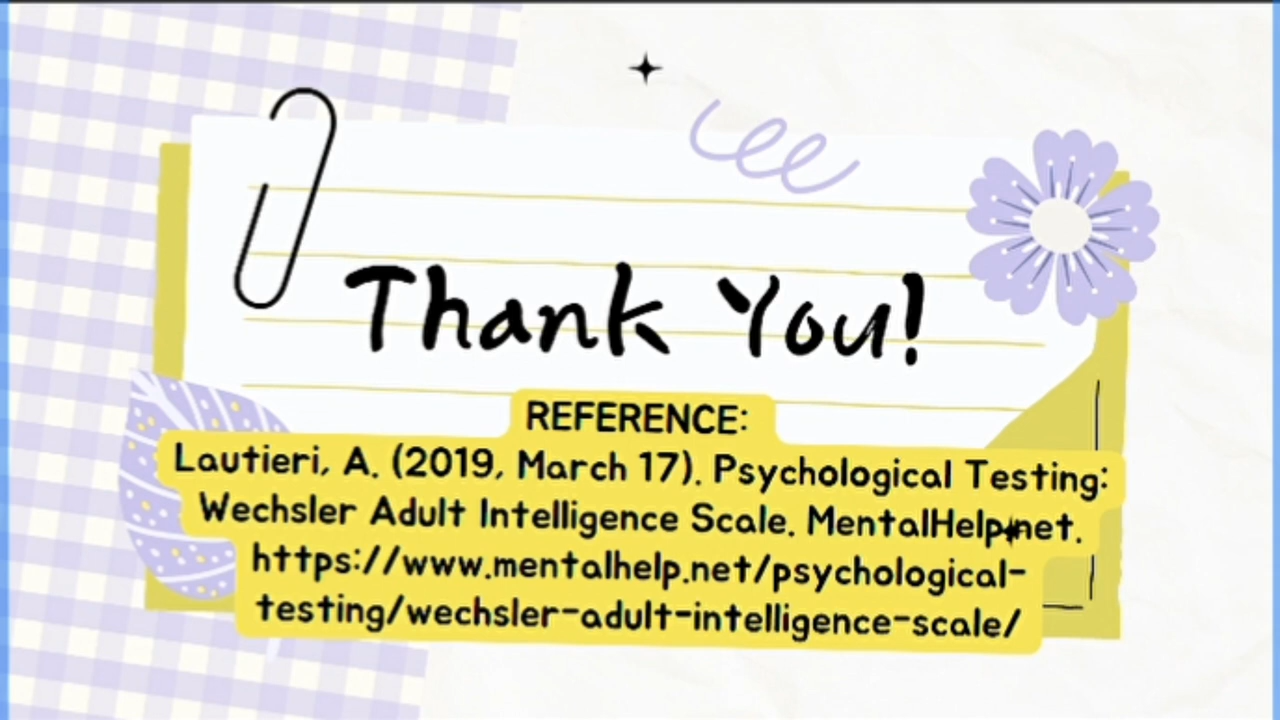 Thank You!
REFERENCE:
Lautieri, A. (2019, March 17). Psychological Testing:
Wechsler Adult Intelligence Scale. MentalHelp.net.
https://www.mentalhelp.net/psychological-
testing/wechsler-adult-intelligence-scale/